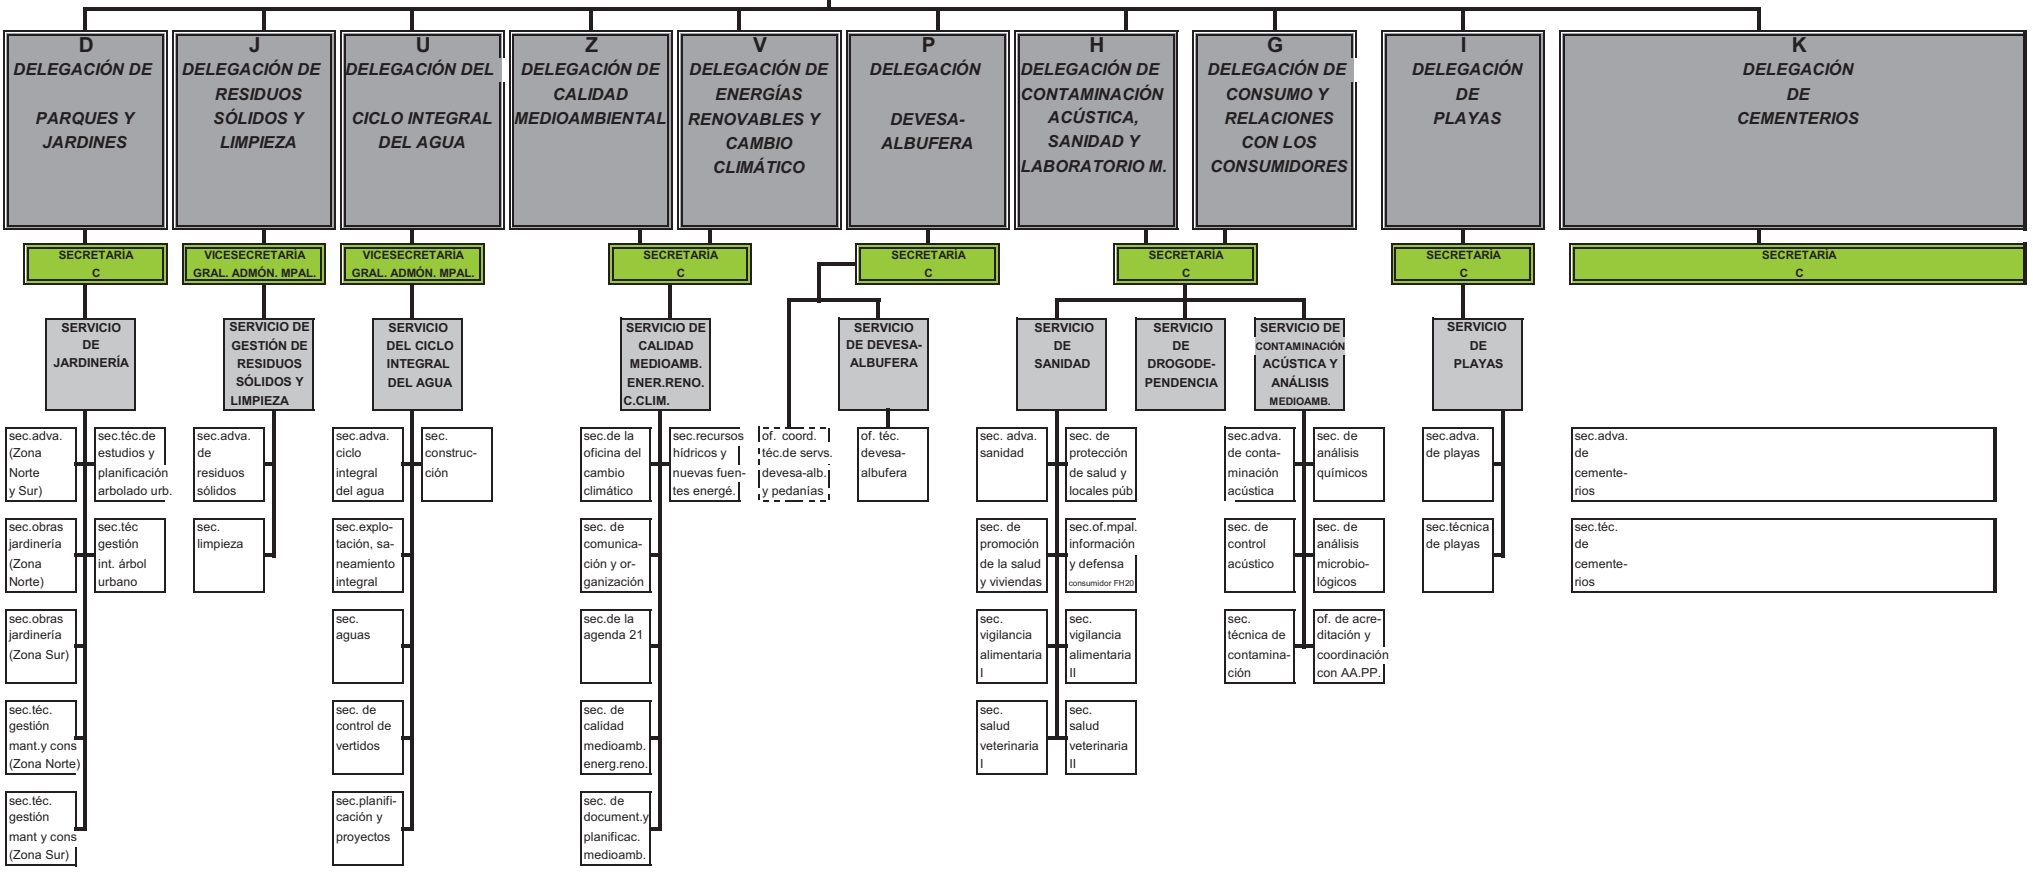 D
DELEGACIÓN DE
PARQUES Y
JARDINES
J
DELEGACIÓN DE
RESIDUOS
SÓLIDOS Y
LIMPIEZA
U
DELEGACIÓN DEL
CICLO INTEGRAL
DEL AGUA
Z
DELEGACIÓN DE
CALIDAD
MEDIOAMBIENTAL
V
DELEGACIÓN DE
ENERGÍAS
RENOVABLES Y
CAMBIO
CLIMÁTICO
P
DELEGACIÓN
DEVESA-
ALBUFERA
H
DELEGACIÓN DE
CONTAMINACIÓN
ACÚSTICA,
SANIDAD Y
LABORATORIO M.
G
DELEGACIÓN DE
CONSUMO Y
RELACIONES
CON LOS
CONSUMIDORES
I
DELEGACIÓN
DE
PLAYAS
K
DELEGACIÓN
DE
CEMENTERIOS
SECRETARÍA
C
VICESECRETARÍA
GRAL. ADMÓN. MPAL.
VICESECRETARÍA
GRAL. ADMÓN. MPAL.
SECRETARÍA
C
SECRETARÍA
C
SECRETARÍA
C
SECRETARÍA
C
SECRETARÍA
C
SERVICIO
DE
JARDINERÍA
SERVICIO DE
GESTIÓN DE
RESIDUOS
SÓLIDOS Y
LIMPIEZA
SERVICIO
DEL CICLO
INTEGRAL
DEL AGUA
SERVICIO DE
CALIDAD
MEDIOAMB.
ENER.RENO.
C.CLIM.
SERVICIO
DE DEVESA-
ALBUFERA
SERVICIO
DE
SANIDAD
SERVICIO
DE
DROGODE-
PENDENCIA
SERVICIO DE
CONTAMINACIÓN
ACÚSTICA Y
ANÁLISIS
MEDIOAMB.
SERVICIO
DE
PLAYAS
sec.adva.
(Zona
Norte
y Sur)
sec.téc.de
estudios y
planificación
arbolado urb.
sec.adva.
de
residuos
sólidos
sec.adva.
ciclo
integral
del agua
sec.
construc-
ción
sec.de la
oficina del
cambio
climático
sec.recursos
hídricos y
nuevas fuen-
tes energé.
of. coord.
téc.de servs.
devesa-alb.
y pedanías
of. téc.
devesa-
albufera
sec. adva.
sanidad
sec. de
protección
de salud y
locales púb
sec.adva.
de conta-
minación
acústica
sec. de
análisis
químicos
sec.adva.
de playas
sec.adva.
de
cemente-
rios
sec.obras
jardinería
(Zona
Norte)
sec.téc
gestión
int. árbol
urbano
sec.
limpieza
sec.explo-
tación, sa-
neamiento
integral
sec. de
comunica-
ción y or-
ganización
sec. de
promoción
de la salud
y viviendas
sec.of.mpal.
información
y defensa
consumidor FH20
sec. de
control
acústico
sec. de
análisis
microbio-
lógicos
sec.técnica
de playas
sec.téc.
de
cemente-
rios
sec.obras
jardinería
(Zona Sur)
sec.
aguas
sec.de la
agenda 21
sec.
vigilancia
alimentaria
I
sec.
vigilancia
alimentaria
II
sec.
técnica de
contamina-
ción
of. de acre-
ditación y
coordinación
con AA.PP.
sec.téc.
gestión
mant.y cons
(Zona Norte)
sec. de
control de
vertidos
sec. de
calidad
medioamb.
energ.reno.
sec.
salud
veterinaria
I
sec.
salud
veterinaria
II
sec.téc.
gestión
mant y cons
(Zona Sur)
sec.planifi-
cación y
proyectos
sec. de
document.y
planificac.
medioamb.